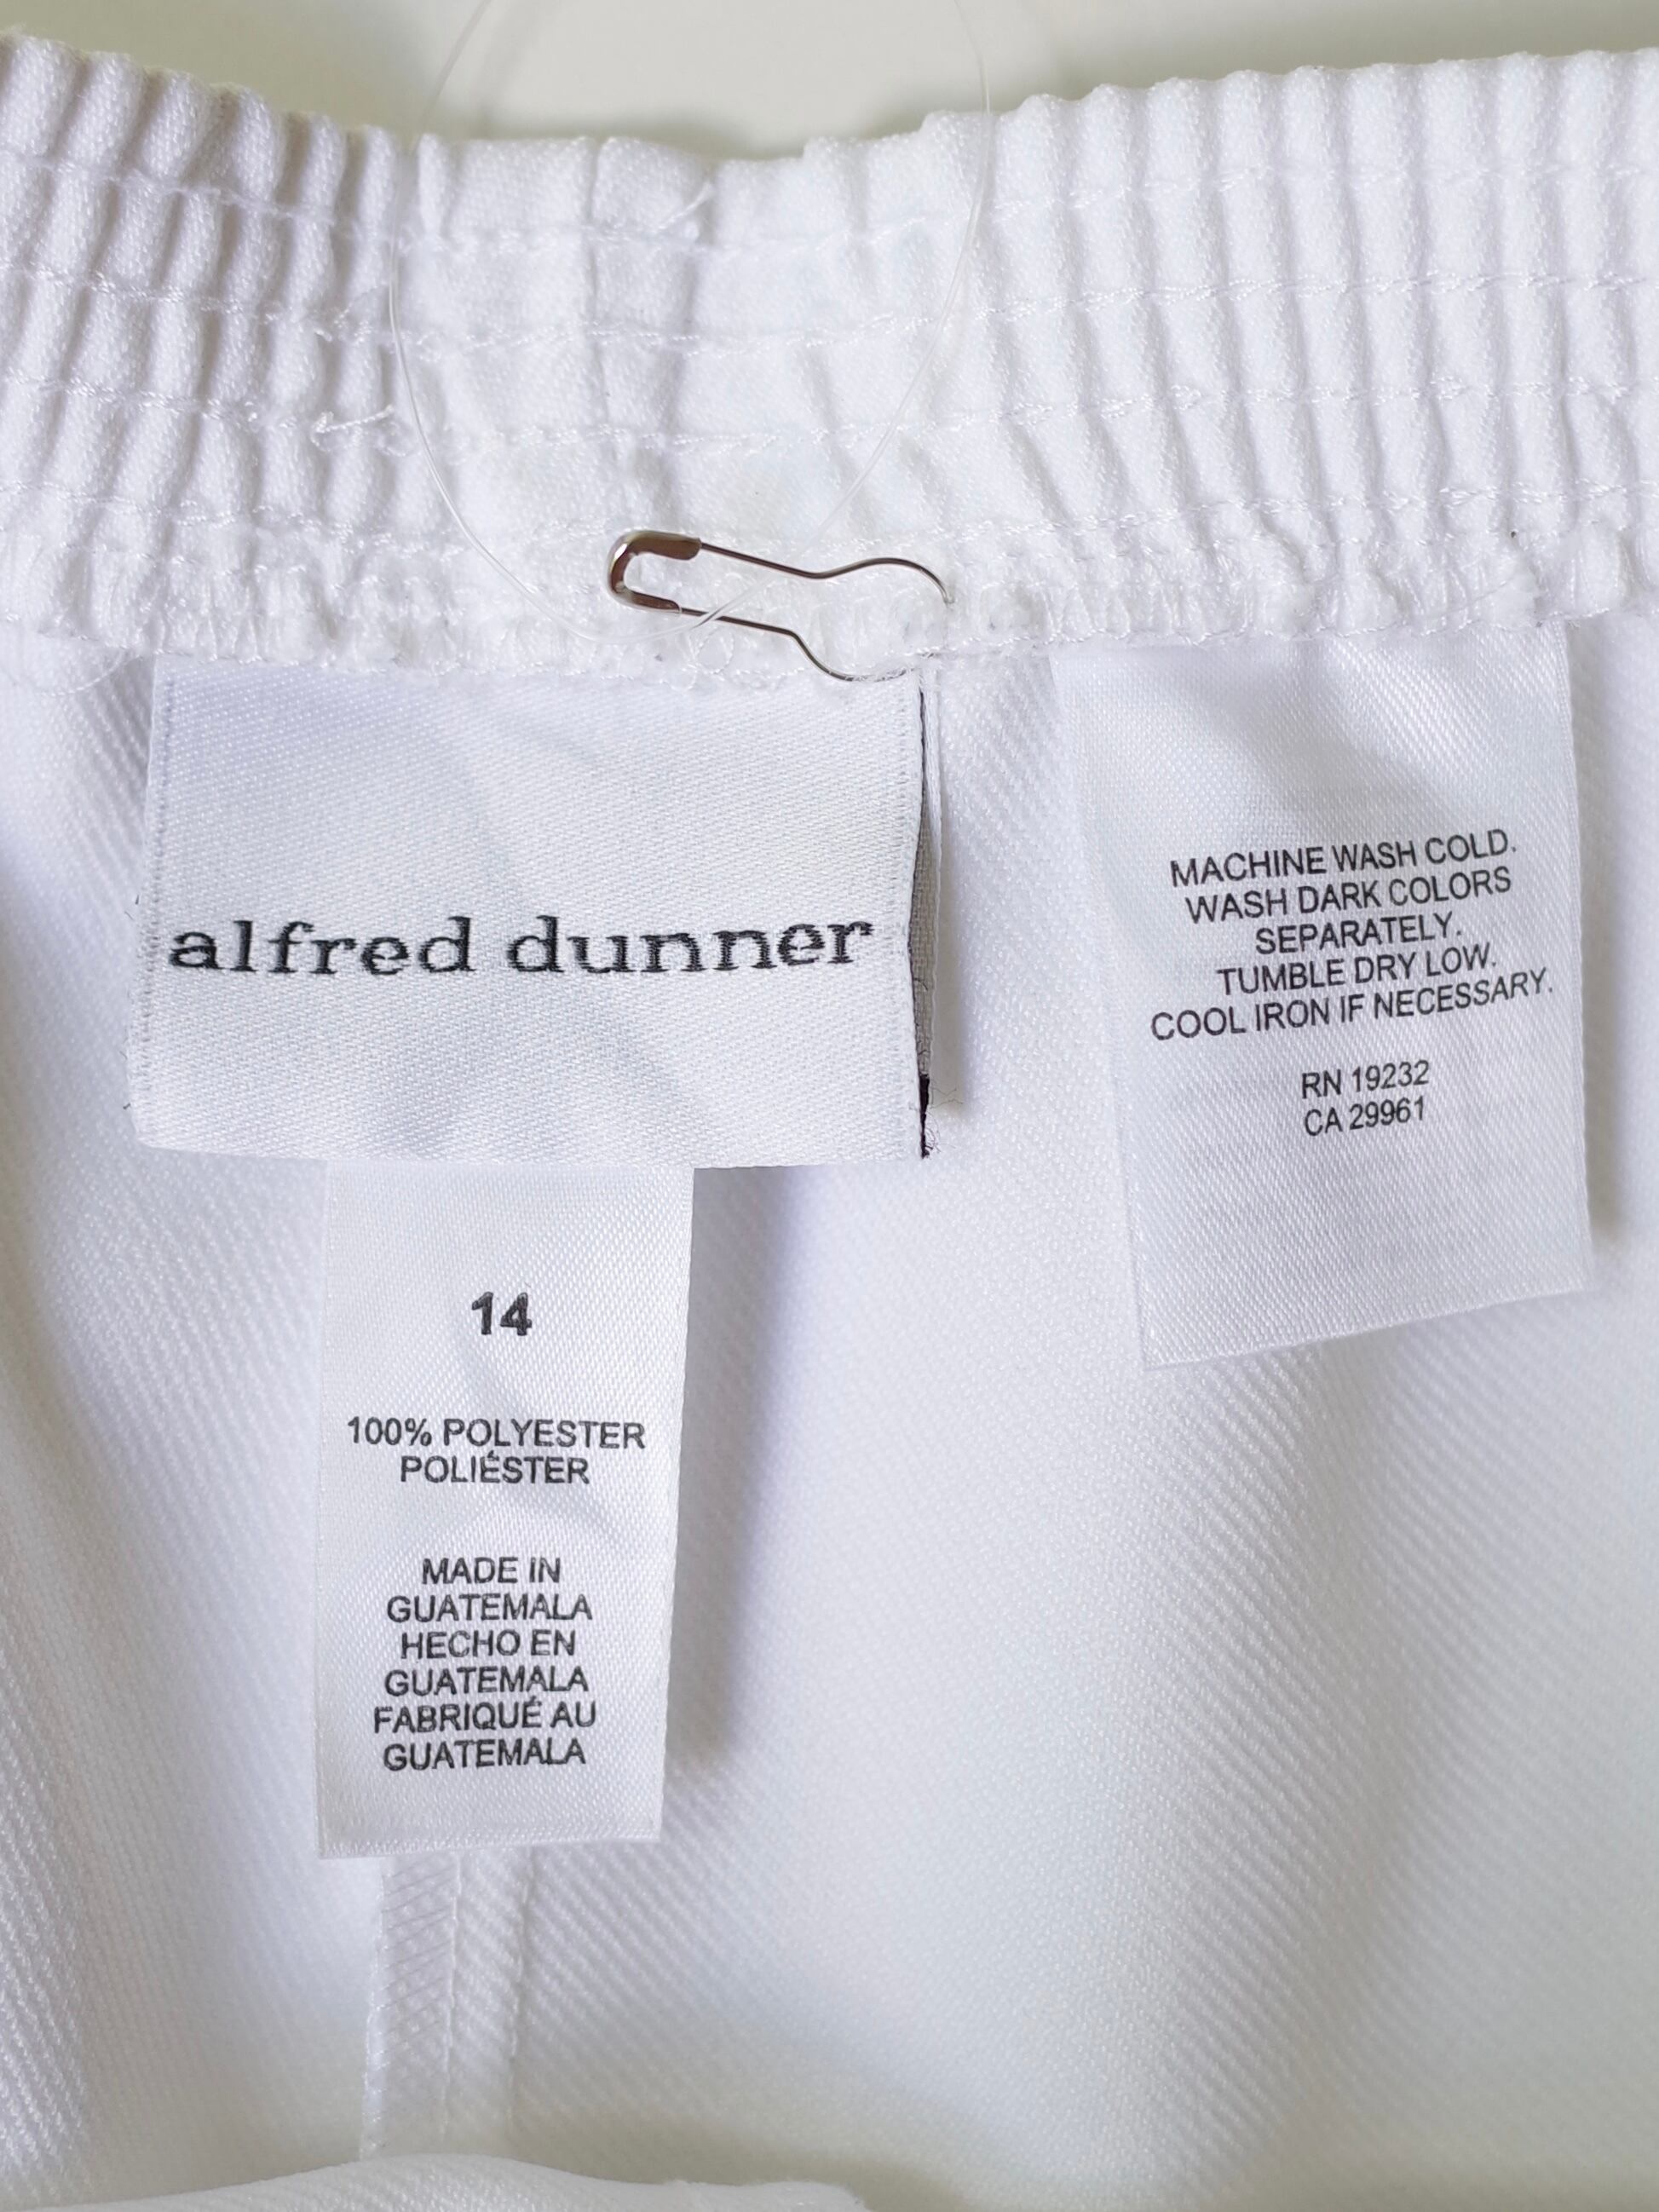 alfred dunner
14
100% POLYESTER
POLIÉSTER
MADE IN
GUATEMALA
HECHO EN
GUATEMALA
FABRIQUÉ AU
GUATEMALA
MACHINE WASH COLD.
WASH DARK COLORS
SEPARATELY.
TUMBLE DRY LOW.
COOL IRON IF NECESSARY.
RN 19232
CA 29961